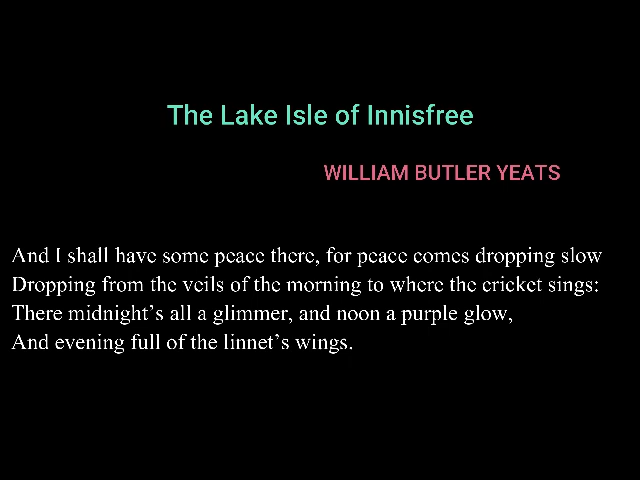 The Lake Isle of Innisfree
WILLIAM BUTLER YEATS
And I shall have some peace there, for peace comes dropping slow
Dropping from the veils of the morning to where the cricket sings:
There midnight’s all a glimmer, and noon a purple glow,
And evening full of the linnet’s wings.